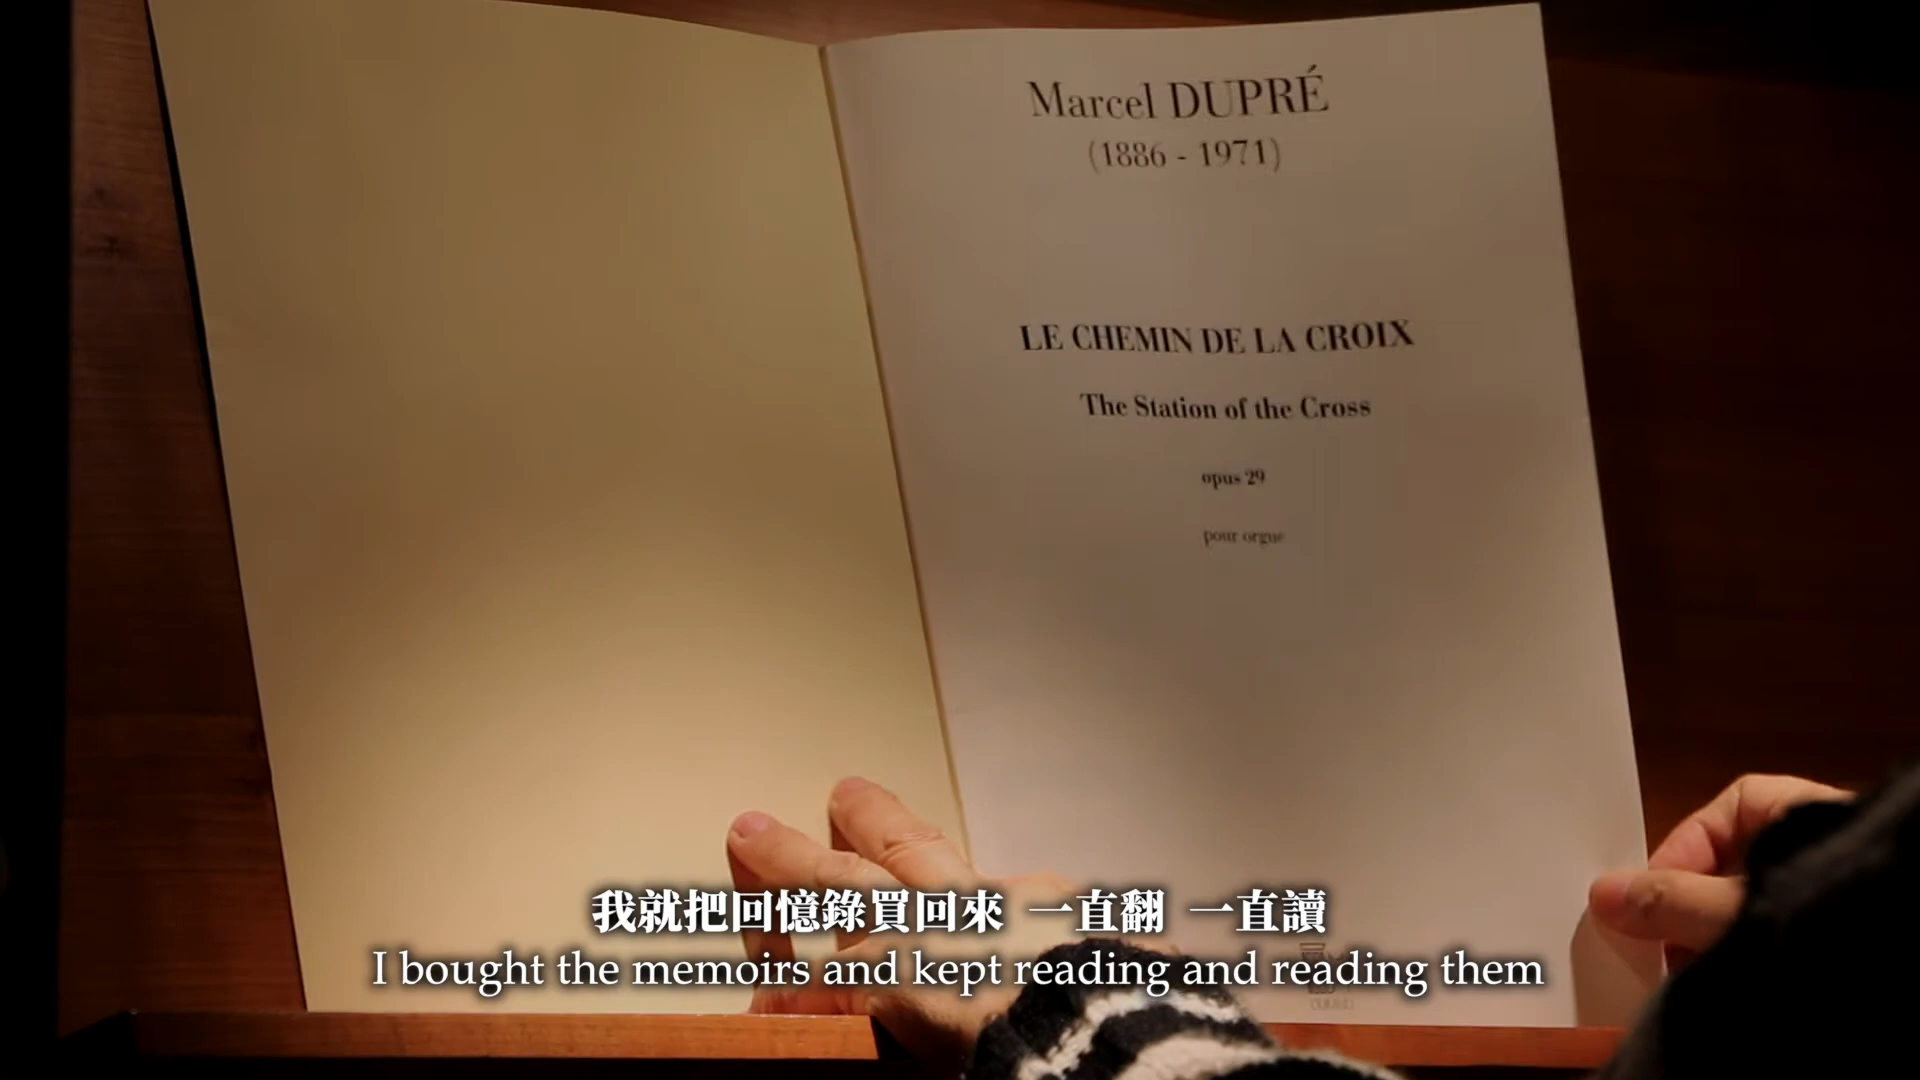 Marcel DUPRÉ
(1886 - 1971)
LE CHEMIN DE LA CROIX
The Station of the Cross
opus 29
pour orgue
我就把回憶錄買回來 一直翻 一直讀
I bought the memoirs and kept reading and reading them